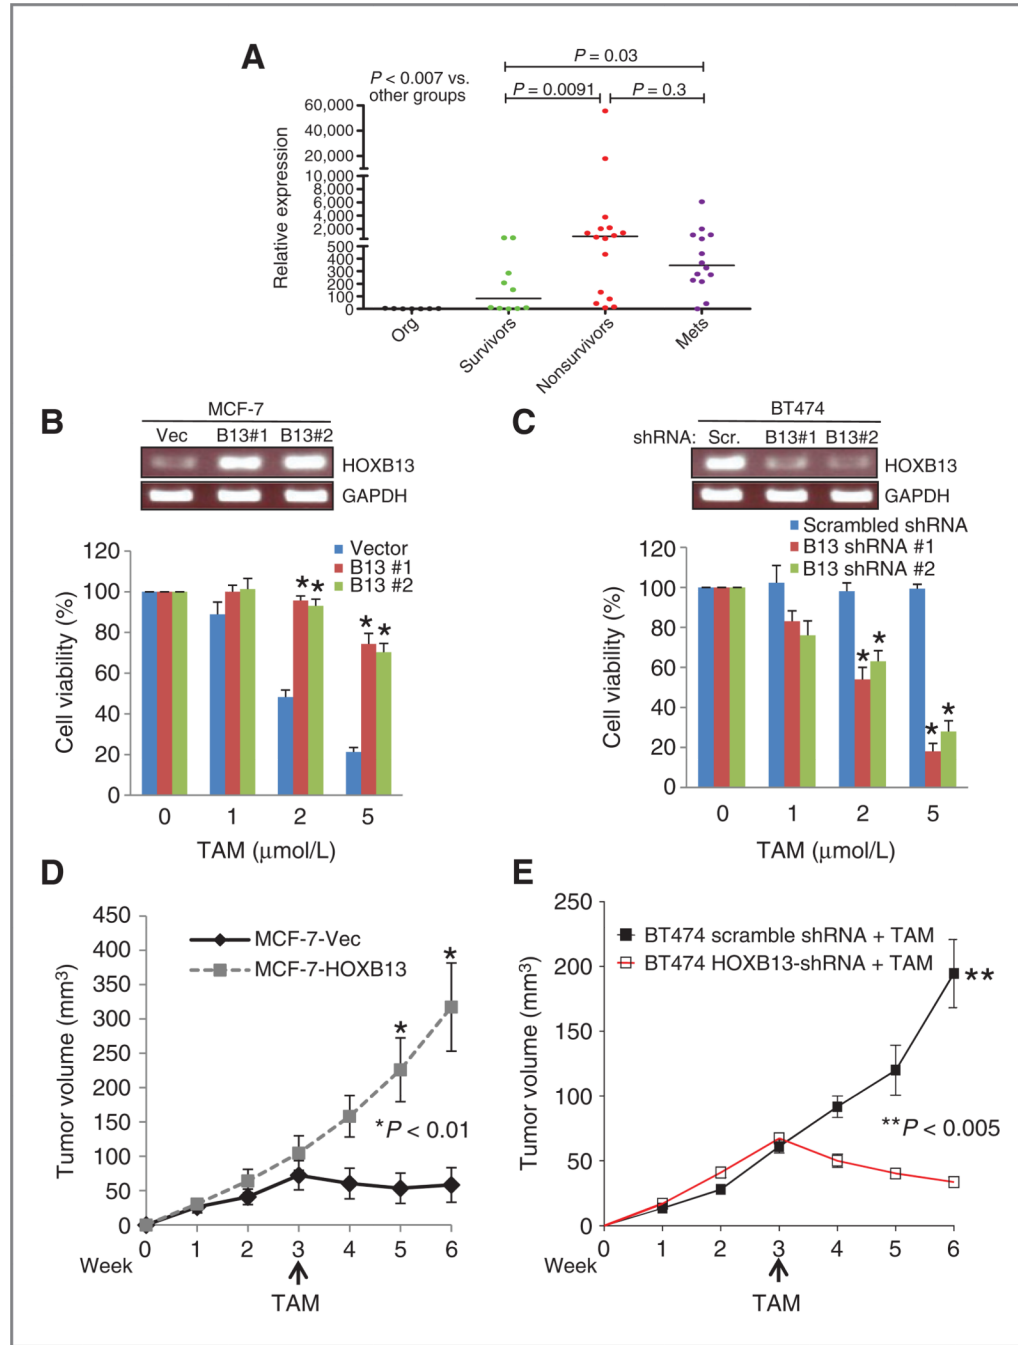 A
P = 0.03
P < 0.007 vs.
other groups
P = 0.0091
P = 0.3
Relative expression
60,000
40,000
20,000
10,000
8,000
6,000
4,000
2,000
500
400
300
200
100
0
Org
Survivors
Nonsurvivors
Mets
B
MCF-7
Vec B13#1 B13#2
HOXB13
GAPDH
Vector
B13 #1
B13 #2
Cell viability (%)
120
100
80
60
40
20
0
* *
* *
0 1 2 5
TAM (μmol/L)
C
BT474
shRNA: Scr. B13#1 B13#2
HOXB13
GAPDH
Scrambled shRNA
B13 shRNA #1
B13 shRNA #2
Cell viability (%)
120
100
80
60
40
20
0
* *
* *
0 1 2 5
TAM (μmol/L)
D
Tumor volume (mm³)
450
400
350
300
250
200
150
100
50
0
MCF-7-Vec
MCF-7-HOXB13
*
*
*P < 0.01
0 1 2 3 4 5 6
Week
TAM
E
Tumor volume (mm³)
250
200
150
100
50
0
BT474 scramble shRNA + TAM
BT474 HOXB13-shRNA + TAM
**
**P < 0.005
0 1 2 3 4 5 6
Week
TAM